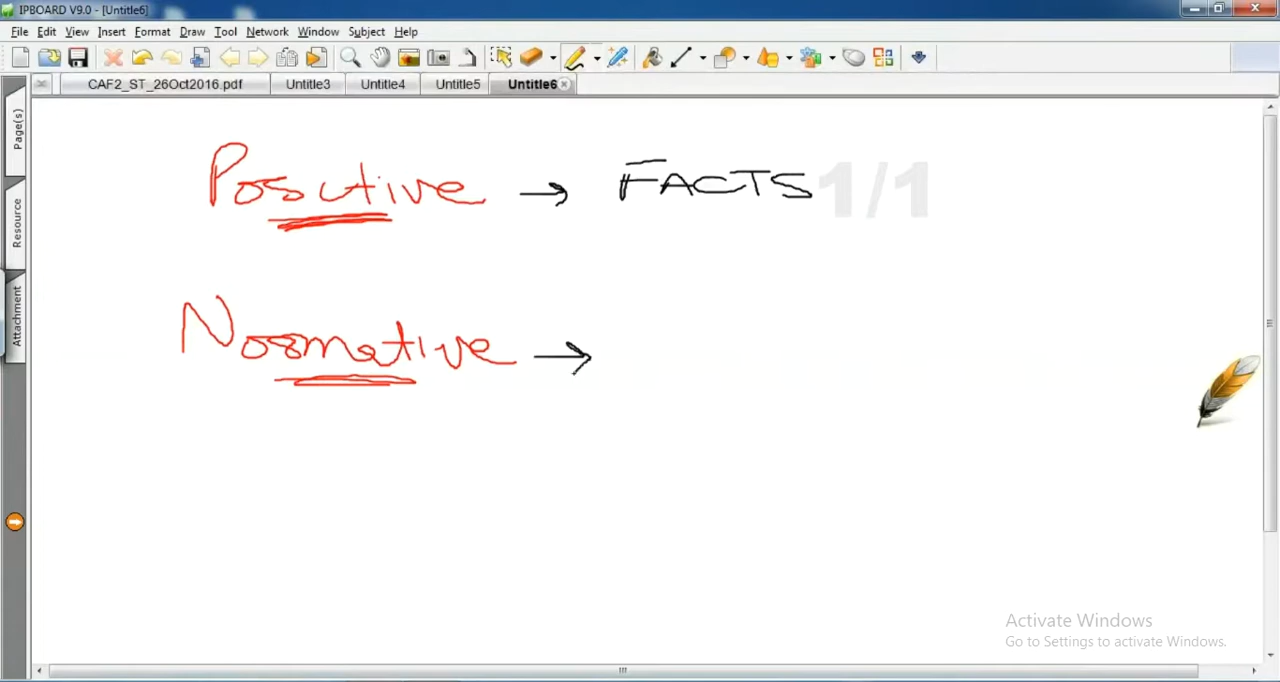 IPBOARD V9.0 - [Untitle6]
File Edit View Insert Format Draw Tool Network Window Subject Help
CAF2_ST_26Oct2016.pdf Untitle3 Untitle4 Untitle5 Untitle6
Page(s)
Resource
Attachment
Positive → FACTS 1/1
Normative →
Activate Windows
Go to Settings to activate Windows.